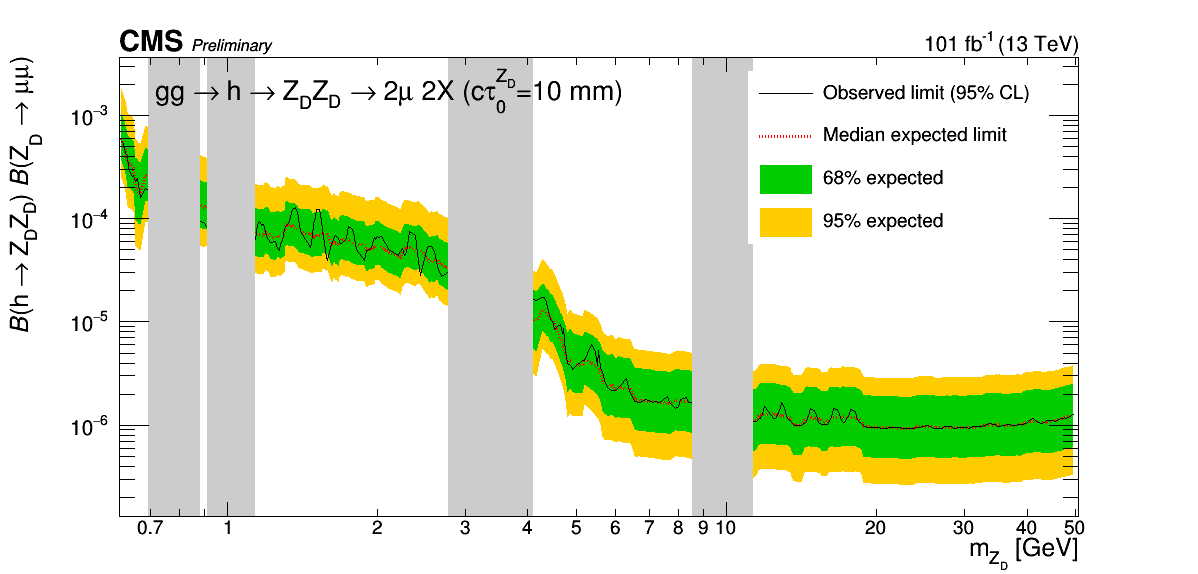 CMS Preliminary 101 fb⁻¹ (13 TeV)
B(h → Z_D Z_D) B(Z_D → μμ)
gg → h → Z_D Z_D → 2μ 2X (cτ₀^{Z_D}=10 mm)
Observed limit (95% CL)
Median expected limit
68% expected
95% expected
10⁻³
10⁻⁴
10⁻⁵
10⁻⁶
0.7 1 2 3 4 5 6 7 8 9 10 20 30 40 50
m_{Z_D} [GeV]